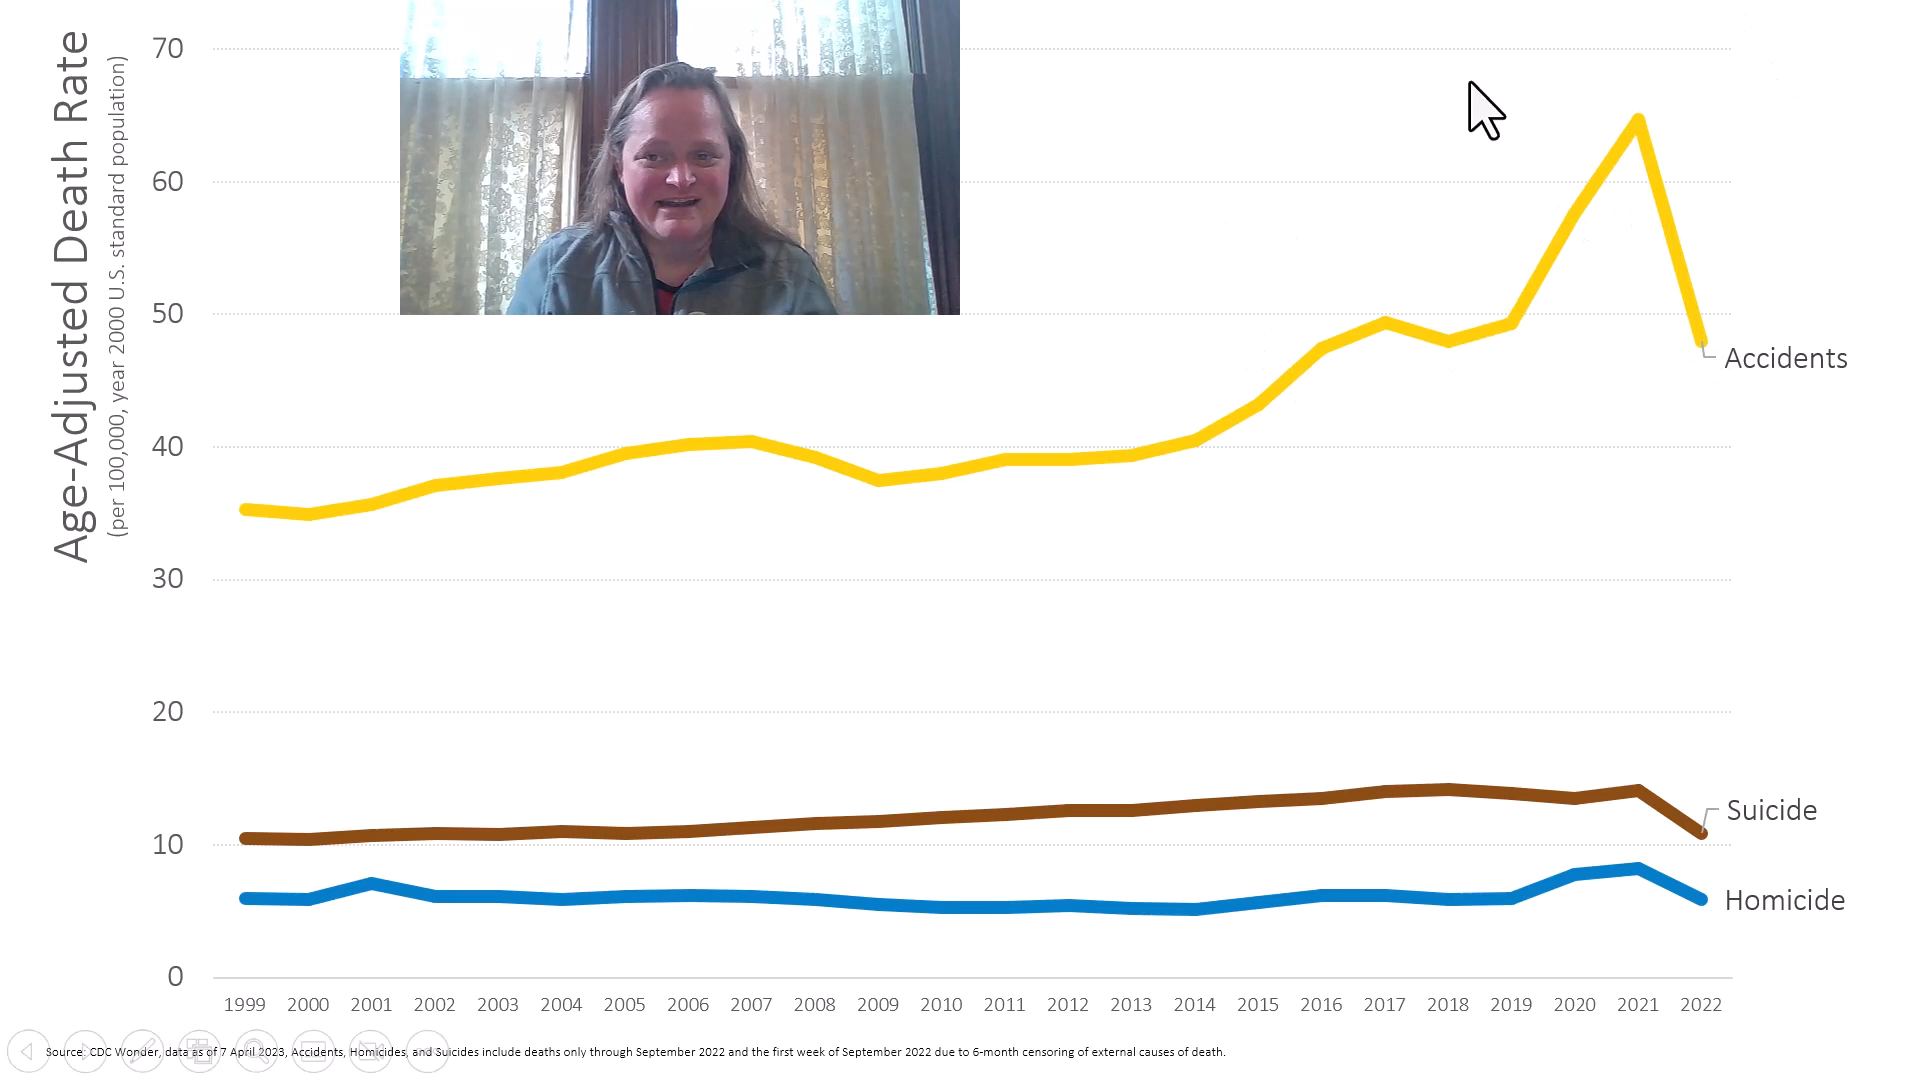 Age-Adjusted Death Rate
(per 100,000, year 2000 U.S. standard population)
70
60
50
40
30
20
10
0
Accidents
Suicide
Homicide
1999 2000 2001 2002 2003 2004 2005 2006 2007 2008 2009 2010 2011 2012 2013 2014 2015 2016 2017 2018 2019 2020 2021 2022
Source: CDC Wonder, data as of 7 April 2023, Accidents, Homicides, and Suicides include deaths only through September 2022 and the first week of September 2022 due to 6-month censoring of external causes of death.